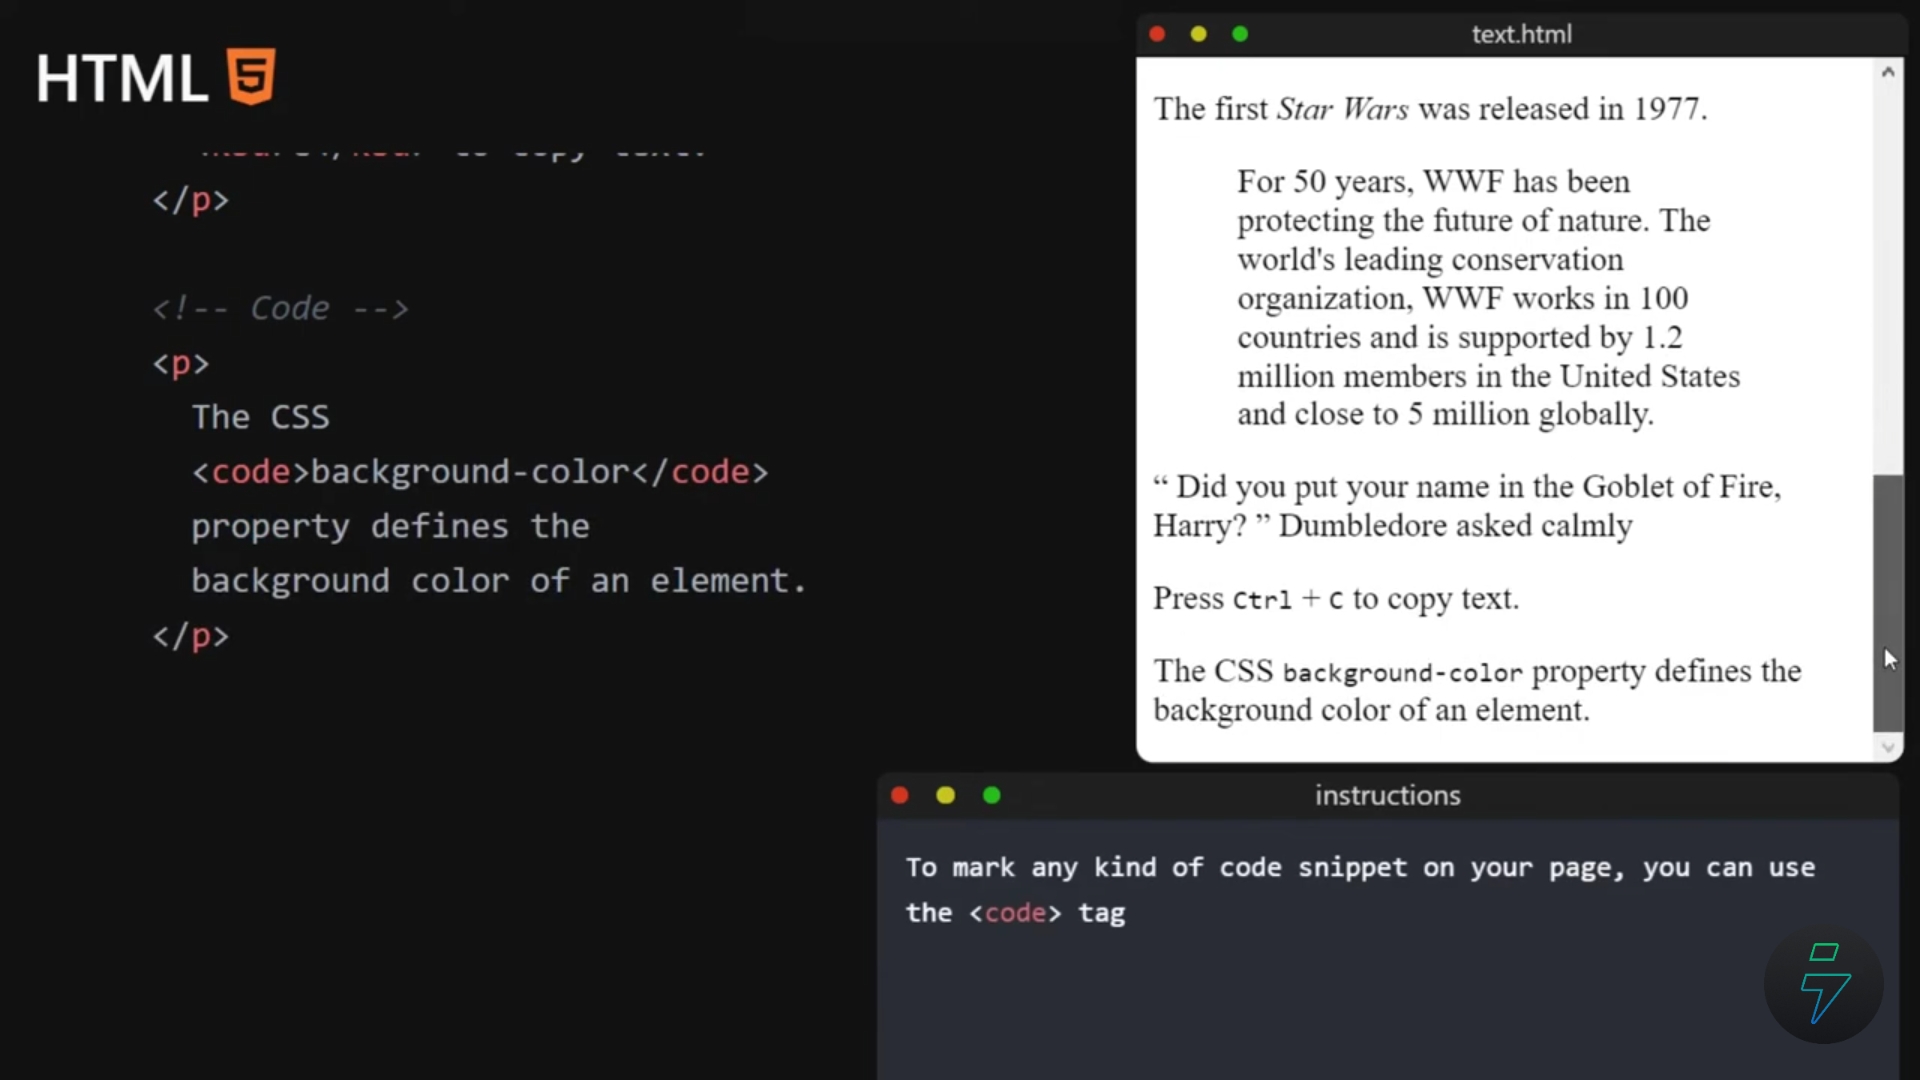 HTML 5
to copy text.
</p>
<!-- Code -->
<p>
The CSS
<code>background-color</code>
property defines the
background color of an element.
</p>
text.html
The first Star Wars was released in 1977.
For 50 years, WWF has been
protecting the future of nature. The
world's leading conservation
organization, WWF works in 100
countries and is supported by 1.2
million members in the United States
and close to 5 million globally.
“ Did you put your name in the Goblet of Fire,
Harry? ” Dumbledore asked calmly
Press Ctrl + C to copy text.
The CSS background-color property defines the
background color of an element.
instructions
To mark any kind of code snippet on your page, you can use
the <code> tag